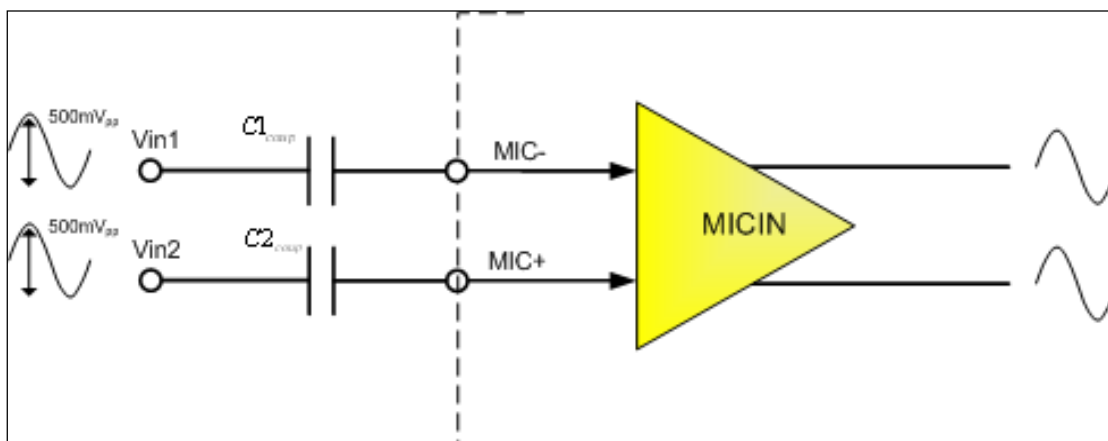 500mVpp
Vin1
C1coup
MIC-
500mVpp
Vin2
C2coup
MIC+
MICIN